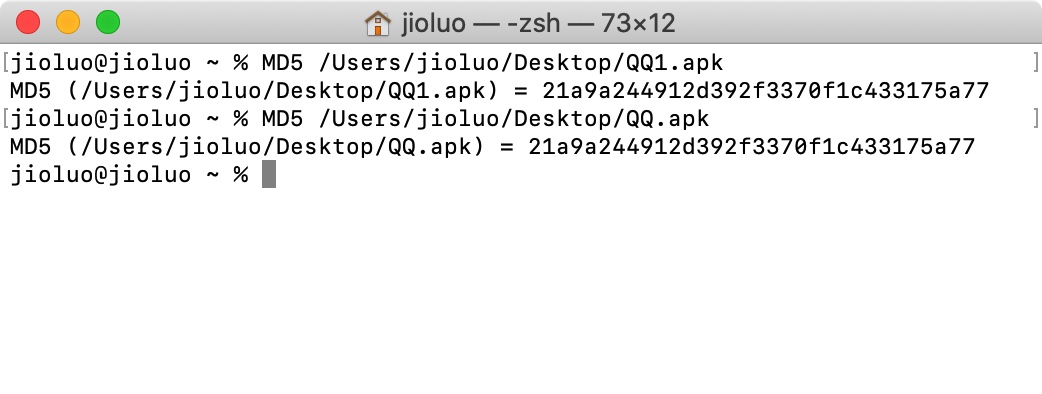 jioluo — -zsh — 73×12
[jioluo@jioluo ~ % MD5 /Users/jioluo/Desktop/QQ1.apk ]
MD5 (/Users/jioluo/Desktop/QQ1.apk) = 21a9a244912d392f3370f1c433175a77
[jioluo@jioluo ~ % MD5 /Users/jioluo/Desktop/QQ.apk ]
MD5 (/Users/jioluo/Desktop/QQ.apk) = 21a9a244912d392f3370f1c433175a77
jioluo@jioluo ~ %